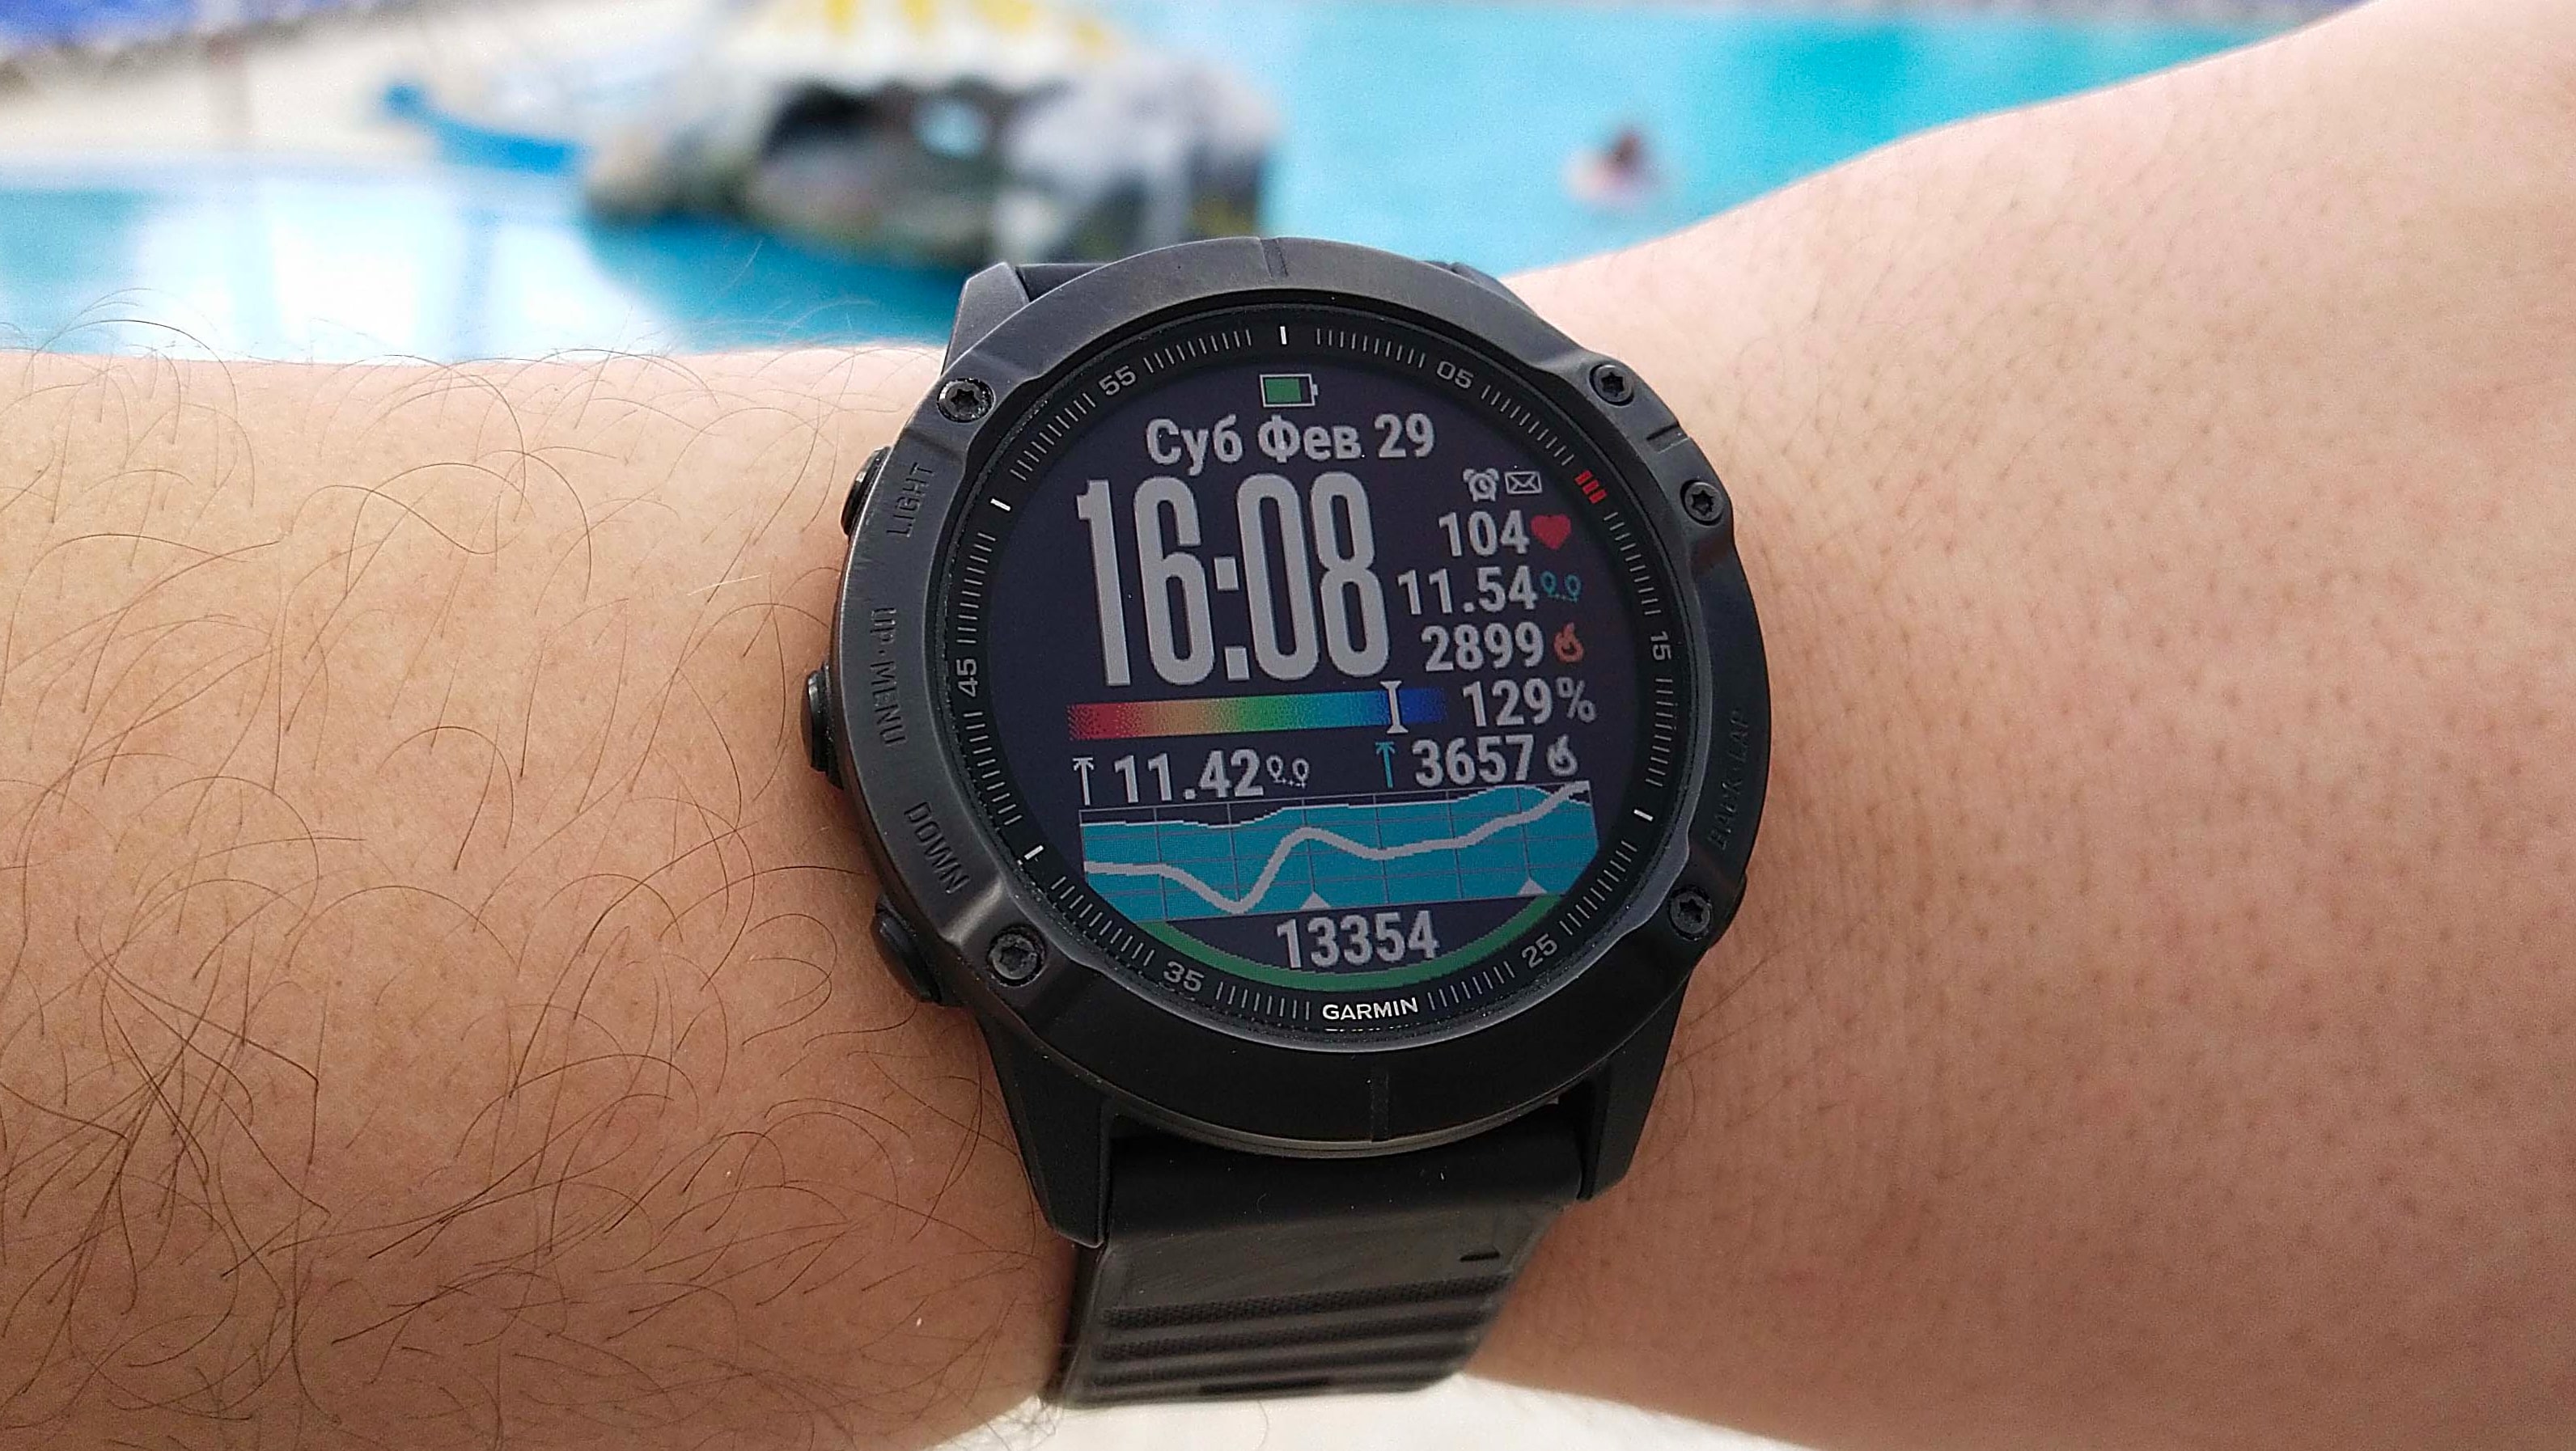 55
05
Суб Фев 29
16:08
104
11.54
2899
129%
11.42
3657
13354
45
15
35
25
GARMIN
LIGHT
UP·MENU
DOWN
BACK·LAP